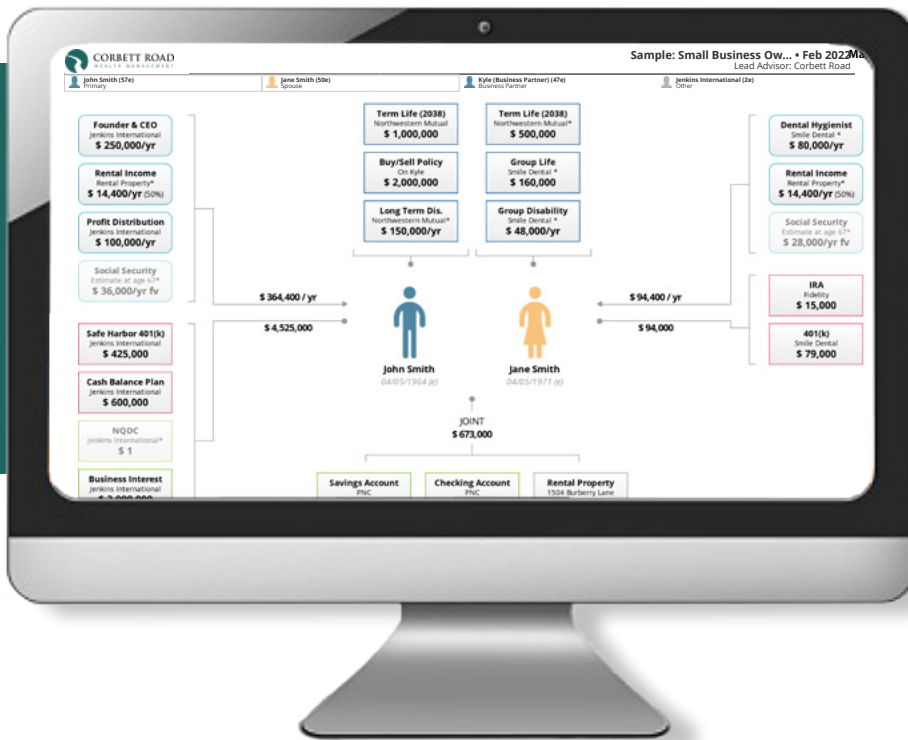 CORBETT ROAD
WEALTH MANAGEMENT
Sample: Small Business Ow... • Feb 2022
Lead Advisor: Corbett Road
John Smith (57e)
Primary
Jane Smith (50e)
Spouse
Kyle (Business Partner) (47e)
Business Partner
Jenkins International (2e)
Other
Founder & CEO
Jenkins International
$ 250,000/yr
Rental Income
Rental Property*
$ 14,400/yr (50%)
Profit Distribution
Jenkins International
$ 100,000/yr
Social Security
Estimate at age 67*
$ 36,000/yr fv
Safe Harbor 401(k)
Jenkins International
$ 425,000
Cash Balance Plan
Jenkins International
$ 600,000
NQDC
Jenkins International*
$ 1
Business Interest
Jenkins International
Term Life (2038)
Northwestern Mutual
$ 1,000,000
Buy/Sell Policy
On Kyle
$ 2,000,000
Long Term Dis.
Northwestern Mutual*
$ 150,000/yr
Term Life (2038)
Northwestern Mutual*
$ 500,000
Group Life
Smile Dental *
$ 160,000
Group Disability
Smile Dental *
$ 48,000/yr
$ 364,400 / yr
$ 4,525,000
$ 94,400 / yr
$ 94,000
John Smith
04/05/1964 (e)
Jane Smith
04/05/1971 (e)
JOINT
$ 673,000
Savings Account
PNC
Checking Account
PNC
Rental Property
1504 Burberry Lane
Dental Hygienist
Smile Dental *
$ 80,000/yr
Rental Income
Rental Property*
$ 14,400/yr (50%)
Social Security
Estimate at age 67*
$ 28,000/yr fv
IRA
Fidelity
$ 15,000
401(k)
Smile Dental
$ 79,000